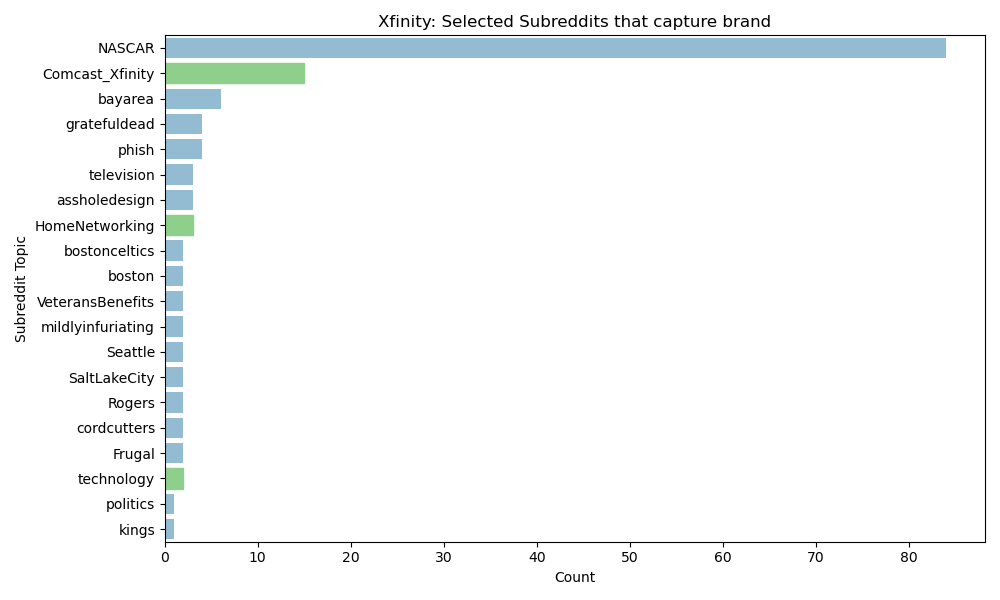 Xfinity: Selected Subreddits that capture brand
Subreddit Topic
NASCAR
Comcast_Xfinity
bayarea
gratefuldead
phish
television
assholedesign
HomeNetworking
bostonceltics
boston
VeteransBenefits
mildlyinfuriating
Seattle
SaltLakeCity
Rogers
cordcutters
Frugal
technology
politics
kings
0 10 20 30 40 50 60 70 80
Count